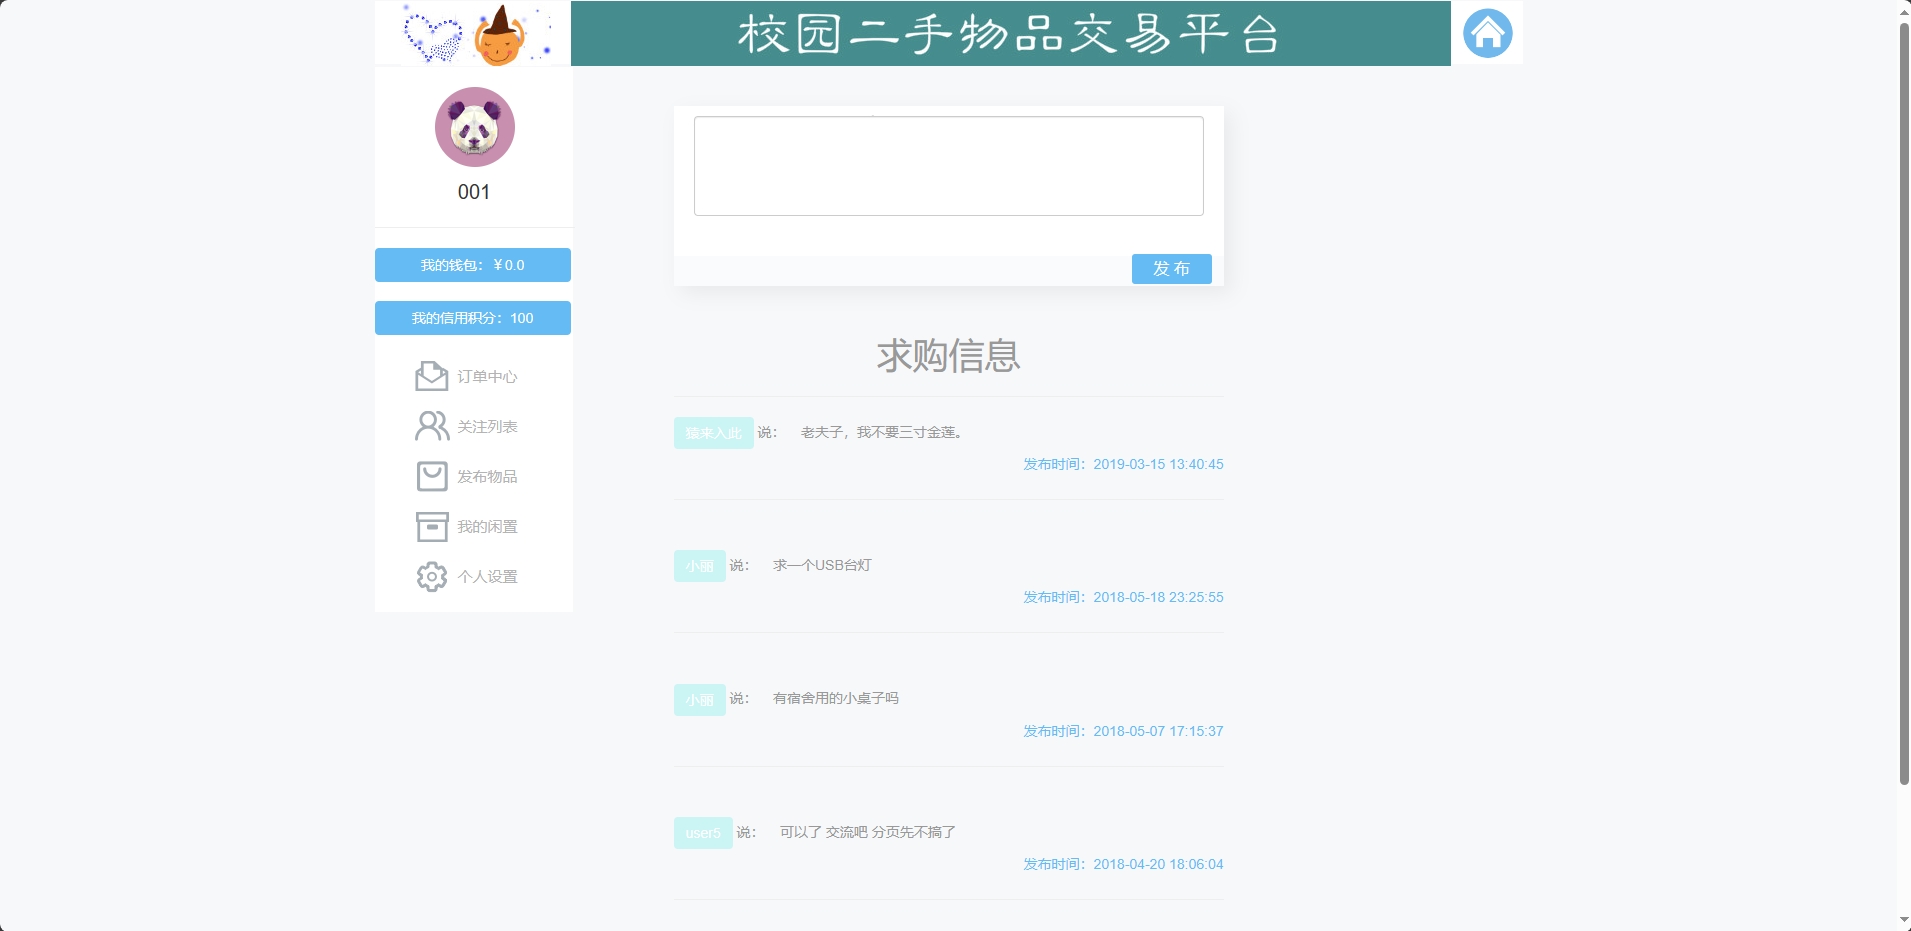 校园二手物品交易平台
001
我的钱包：￥0.0
我的信用积分：100
订单中心
关注列表
发布物品
我的闲置
个人设置
发 布
求购信息
猿来入此 说： 老夫子，我不要三寸金莲。
发布时间：2019-03-15 13:40:45
小丽 说： 求一个USB台灯
发布时间：2018-05-18 23:25:55
小丽 说： 有宿舍用的小桌子吗
发布时间：2018-05-07 17:15:37
user5 说： 可以了 交流吧 分页先不搞了
发布时间：2018-04-20 18:06:04